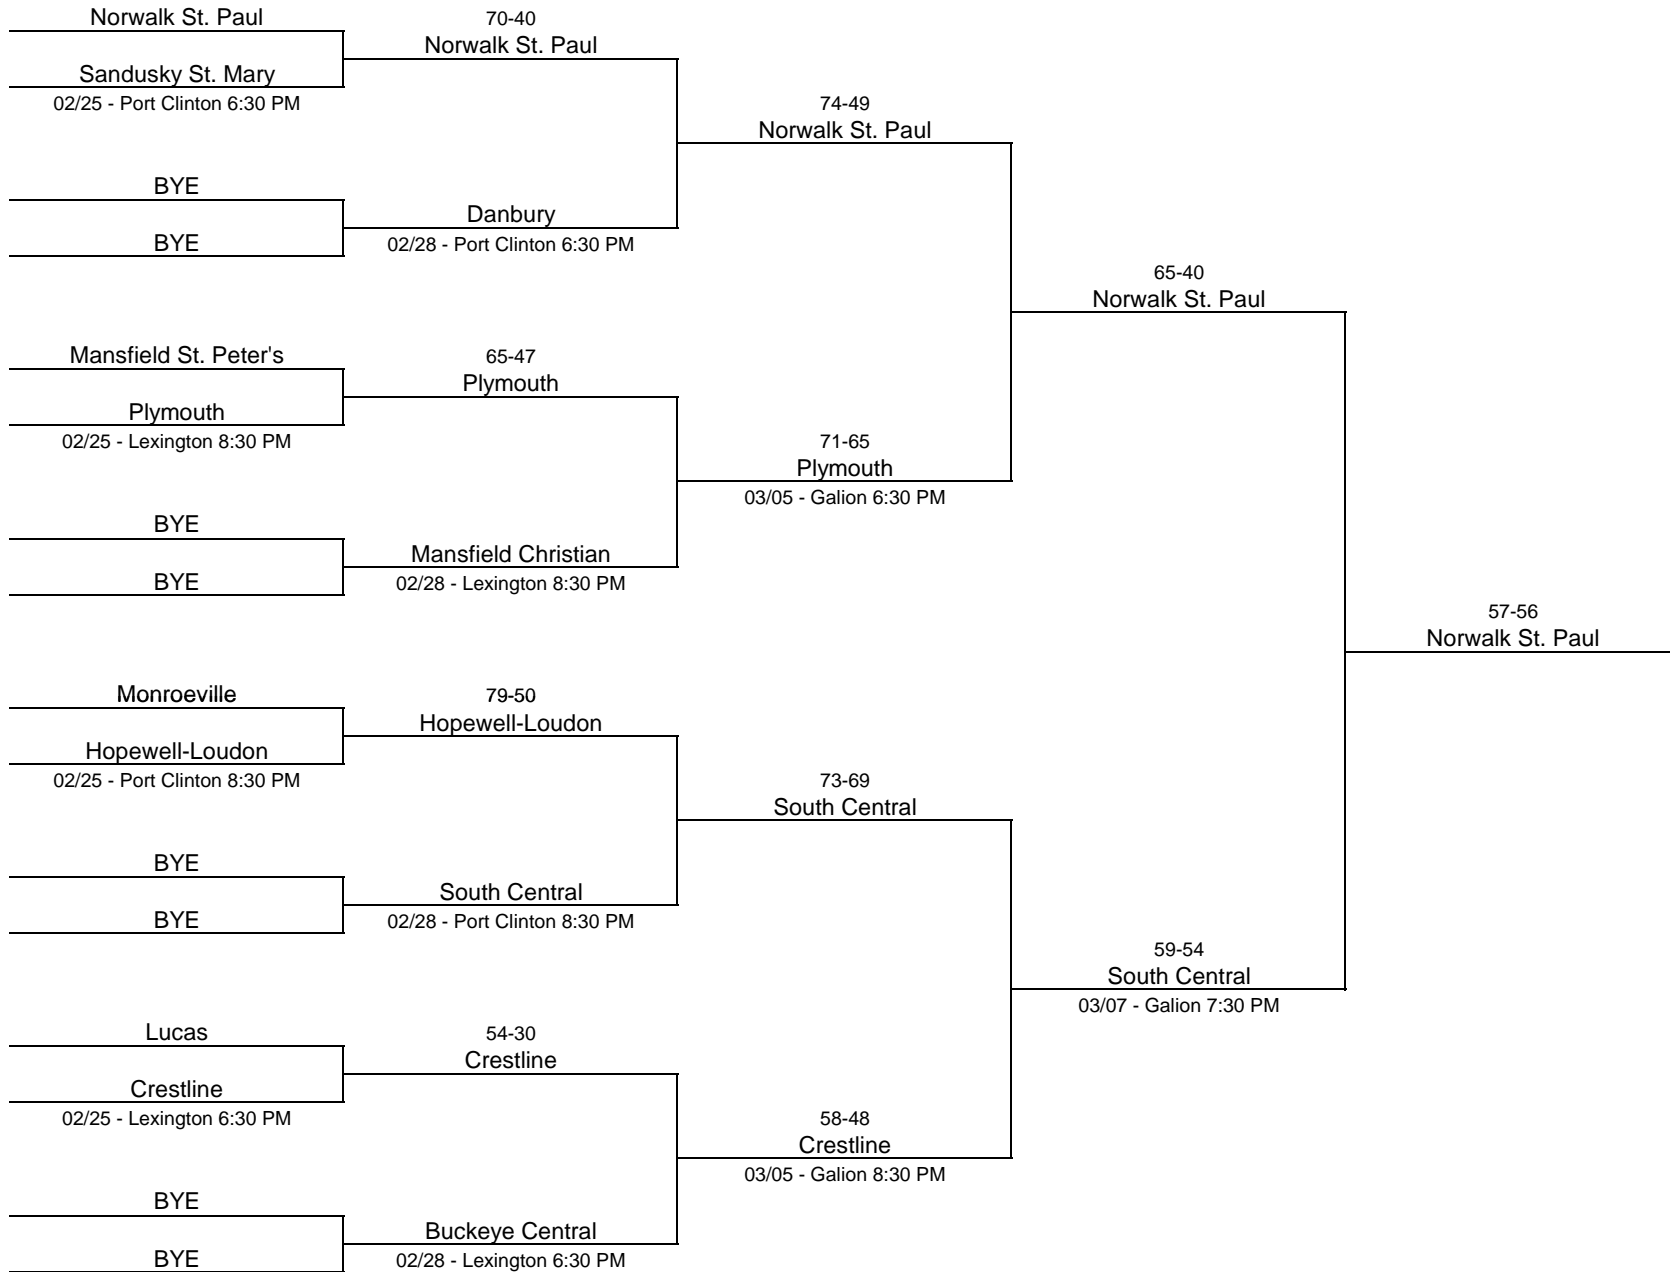 Norwalk St. Paul
Sandusky St. Mary
02/25 - Port Clinton 6:30 PM
BYE
BYE
Mansfield St. Peter's
Plymouth
02/25 - Lexington 8:30 PM
BYE
BYE
Monroeville
Hopewell-Loudon
02/25 - Port Clinton 8:30 PM
BYE
BYE
Lucas
Crestline
02/25 - Lexington 6:30 PM
BYE
BYE
70-40
Norwalk St. Paul
Danbury
02/28 - Port Clinton 6:30 PM
65-47
Plymouth
Mansfield Christian
02/28 - Lexington 8:30 PM
79-50
Hopewell-Loudon
South Central
02/28 - Port Clinton 8:30 PM
54-30
Crestline
Buckeye Central
02/28 - Lexington 6:30 PM
74-49
Norwalk St. Paul
71-65
Plymouth
03/05 - Galion 6:30 PM
73-69
South Central
58-48
Crestline
03/05 - Galion 8:30 PM
65-40
Norwalk St. Paul
59-54
South Central
03/07 - Galion 7:30 PM
57-56
Norwalk St. Paul